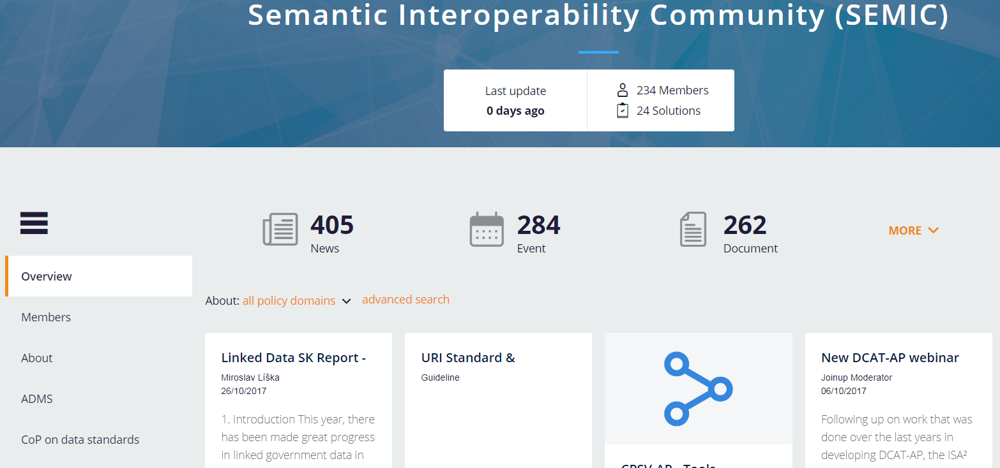 Semantic Interoperability Community (SEMIC)
Last update
0 days ago
234 Members
24 Solutions
405
News
284
Event
262
Document
MORE
Overview
Members
About
ADMS
CoP on data standards
About: all policy domains advanced search
Linked Data SK Report -
Miroslav Líška
26/10/2017
1. Introduction This year, there
has been made great progress
in linked government data in
URI Standard &
Guideline
CPSV-AP - Tools
New DCAT-AP webinar
Joinup Moderator
06/10/2017
Following up on work that was
done over the last years in
developing DCAT-AP, the ISA²